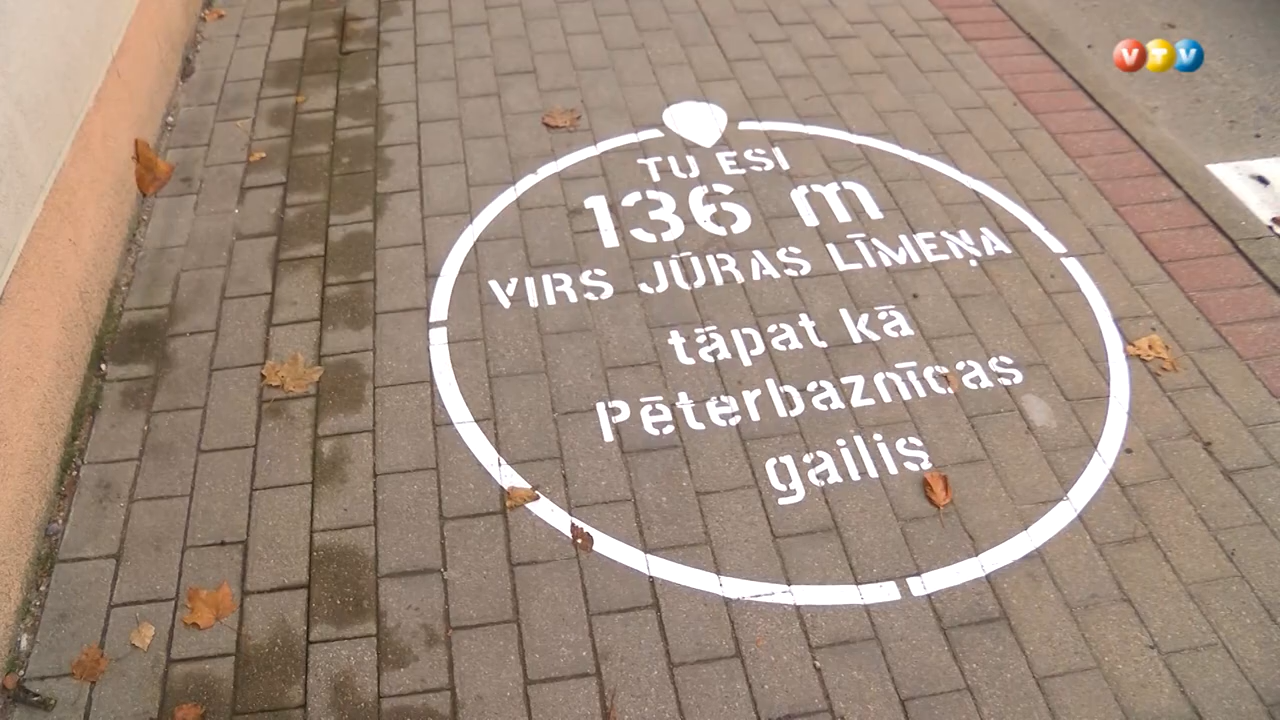 VTV
TU ESI
136 m
VIRS JŪRAS LĪMEŅA
tāpat kā
Pēterbaznīcas
gailis